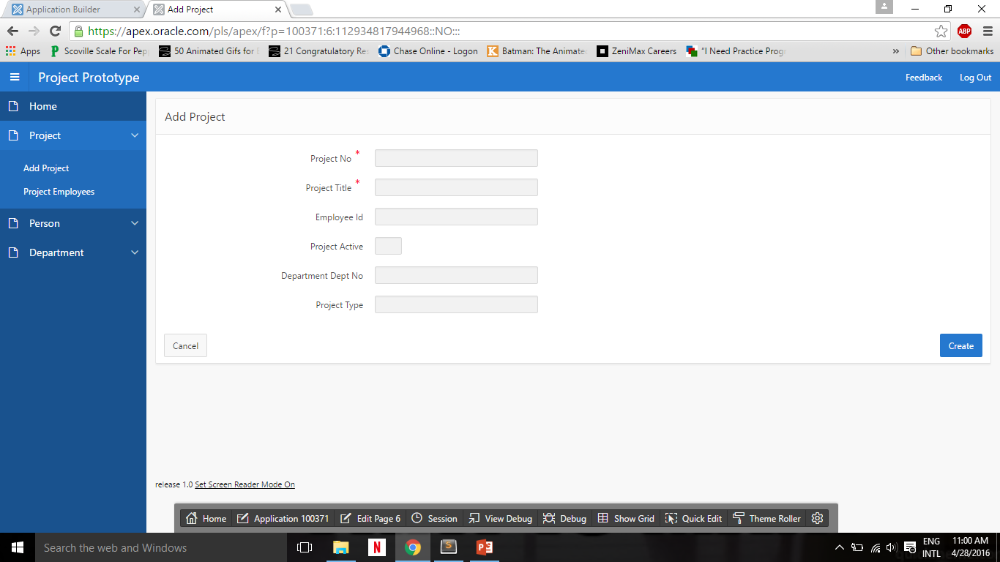 Application Builder
Add Project
https://apex.oracle.com/pls/apex/f?p=100371:6:112934817944968::NO:::
ABP
Apps
Scoville Scale For Pep
50 Animated Gifs for
21 Congratulatory Re
Chase Online - Logon
Batman: The Animate
ZeniMax Careers
"I Need Practice Prog
»
Other bookmarks
Project Prototype
Feedback
Log Out
Home
Project
Add Project
Project Employees
Person
Department
Add Project
Project No *
Project Title *
Employee Id
Project Active
Department Dept No
Project Type
Cancel
Create
release 1.0 Set Screen Reader Mode On
Home
Application 100371
Edit Page 6
Session
View Debug
Debug
Show Grid
Quick Edit
Theme Roller
Search the web and Windows
ENG
INTL
11:00 AM
4/28/2016